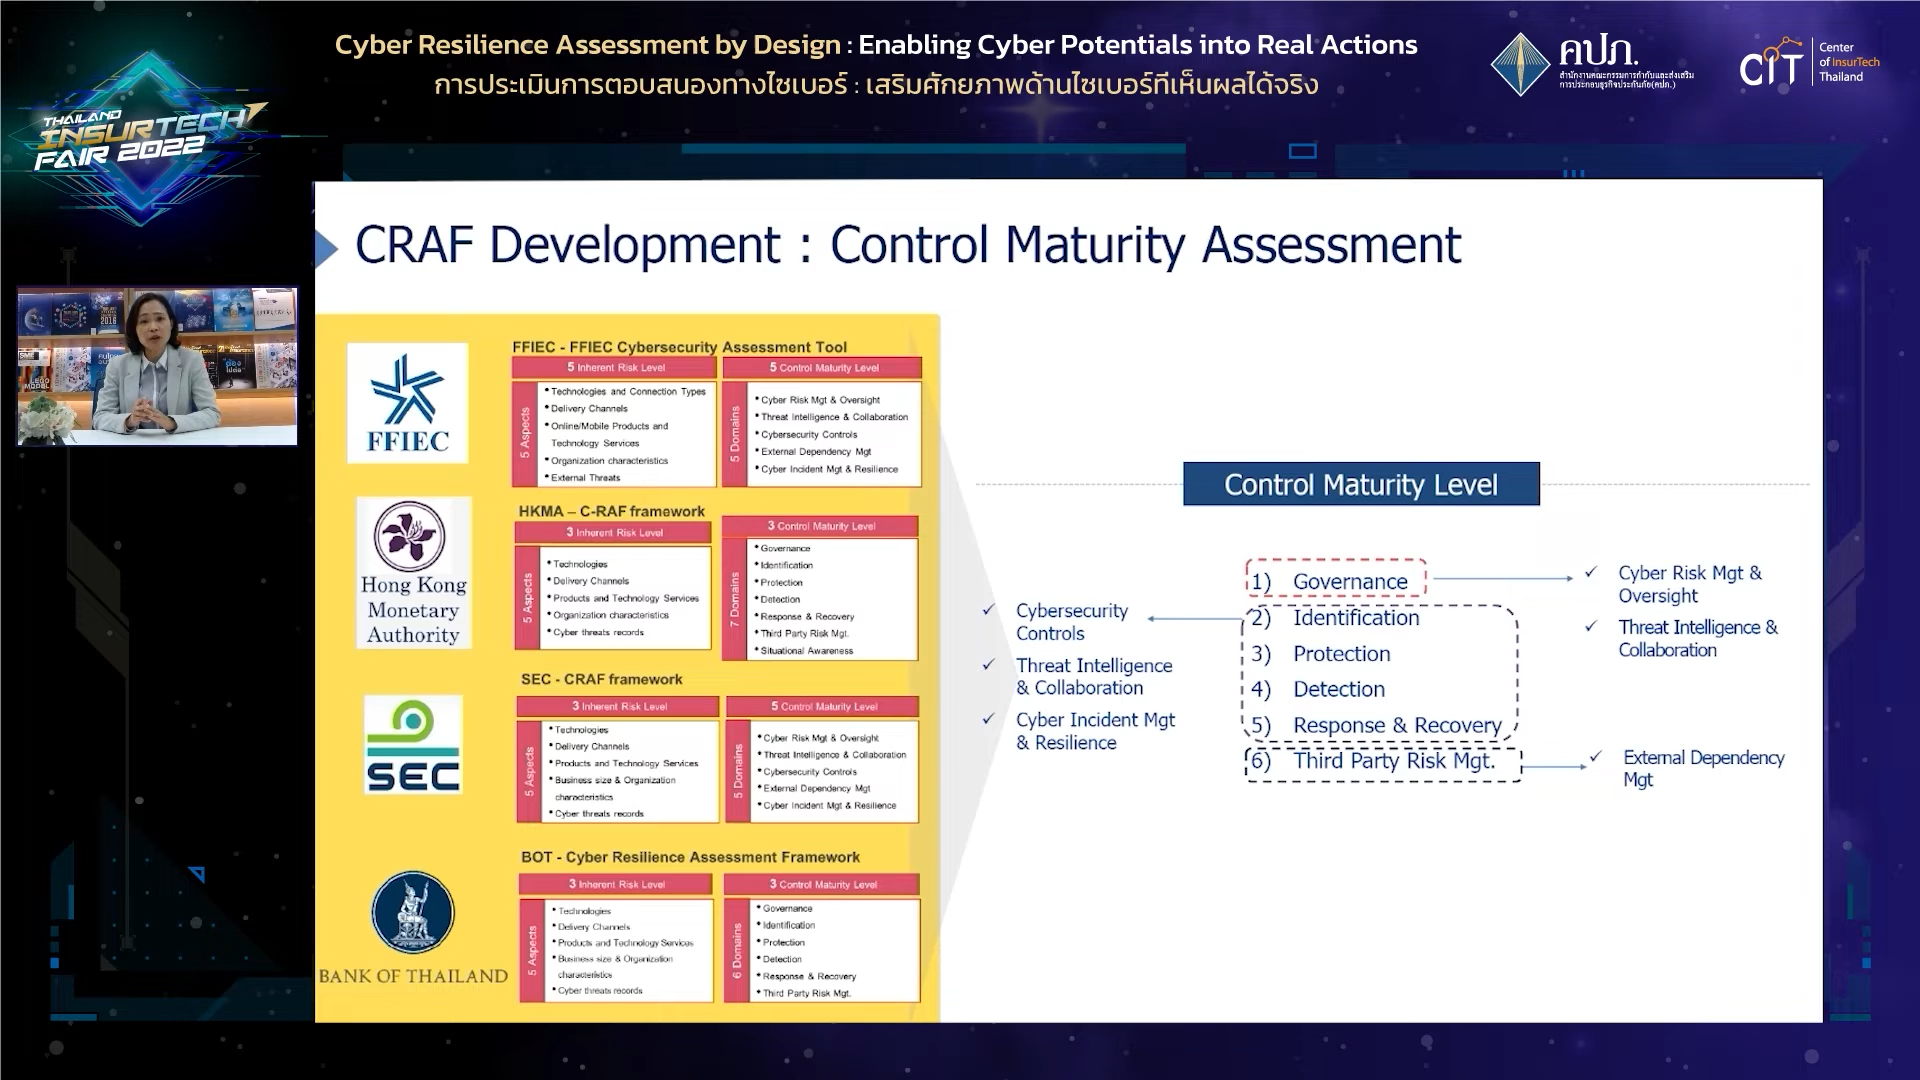 Cyber Resilience Assessment by Design : Enabling Cyber Potentials into Real Actions
การประเมินการตอบสนองทางไซเบอร์ : เสริมศักยภาพด้านไซเบอร์ที่เห็นผลได้จริง
คปภ.
สำนักงานคณะกรรมการกำกับและส่งเสริม
การประกอบธุรกิจประกันภัย(คปภ.)
CIT
Center
of InsurTech
Thailand
THAILAND
INSURTECH
FAIR 2022
CRAF Development : Control Maturity Assessment
FFIEC
FFIEC - FFIEC Cybersecurity Assessment Tool
5 Inherent Risk Level
5 Aspects
• Technologies and Connection Types
• Delivery Channels
• Online/Mobile Products and
Technology Services
• Organization characteristics
• External Threats
5 Control Maturity Level
5 Domains
• Cyber Risk Mgt & Oversight
• Threat Intelligence & Collaboration
• Cybersecurity Controls
• External Dependency Mgt
• Cyber Incident Mgt & Resilience
Hong Kong
Monetary
Authority
HKMA – C-RAF framework
3 Inherent Risk Level
5 Aspects
• Technologies
• Delivery Channels
• Products and Technology Services
• Organization characteristics
• Cyber threats records
3 Control Maturity Level
7 Domains
• Governance
• Identification
• Protection
• Detection
• Response & Recovery
• Third Party Risk Mgt.
• Situational Awareness
SEC
SEC - CRAF framework
3 Inherent Risk Level
5 Aspects
• Technologies
• Delivery Channels
• Products and Technology Services
• Business size & Organization
characteristics
• Cyber threats records
5 Control Maturity Level
5 Domains
• Cyber Risk Mgt & Oversight
• Threat Intelligence & Collaboration
• Cybersecurity Controls
• External Dependency Mgt
• Cyber Incident Mgt & Resilience
BANK OF THAILAND
BOT - Cyber Resilience Assessment Framework
3 Inherent Risk Level
5 Aspects
• Technologies
• Delivery Channels
• Products and Technology Services
• Business size & Organization
characteristics
• Cyber threats records
3 Control Maturity Level
6 Domains
• Governance
• Identification
• Protection
• Detection
• Response & Recovery
• Third Party Risk Mgt.
Control Maturity Level
✓ Cybersecurity
Controls
✓ Threat Intelligence
& Collaboration
✓ Cyber Incident Mgt
& Resilience
1) Governance
2) Identification
3) Protection
4) Detection
5) Response & Recovery
6) Third Party Risk Mgt.
✓ Cyber Risk Mgt &
Oversight
✓ Threat Intelligence &
Collaboration
✓ External Dependency
Mgt